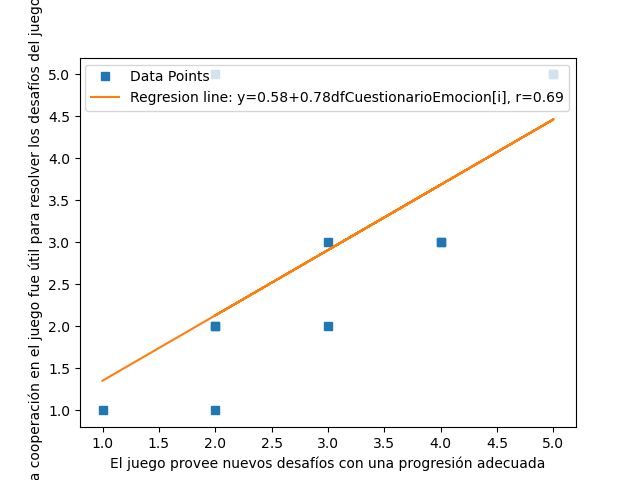 Data Points
Regresion line: y=0.58+0.78dfCuestionarioEmocion[i], r=0.69
a cooperación en el juego fue útil para resolver los desafíos del juego
5.0
4.5
4.0
3.5
3.0
2.5
2.0
1.5
1.0
1.0 1.5 2.0 2.5 3.0 3.5 4.0 4.5 5.0
El juego provee nuevos desafíos con una progresión adecuada